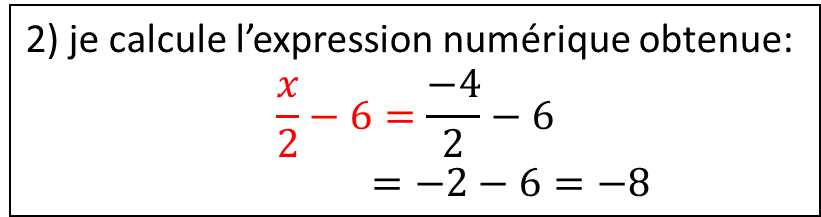 2) je calcule l’expression numérique obtenue:
x/2 − 6 = −4/2 − 6
= −2 − 6 = −8